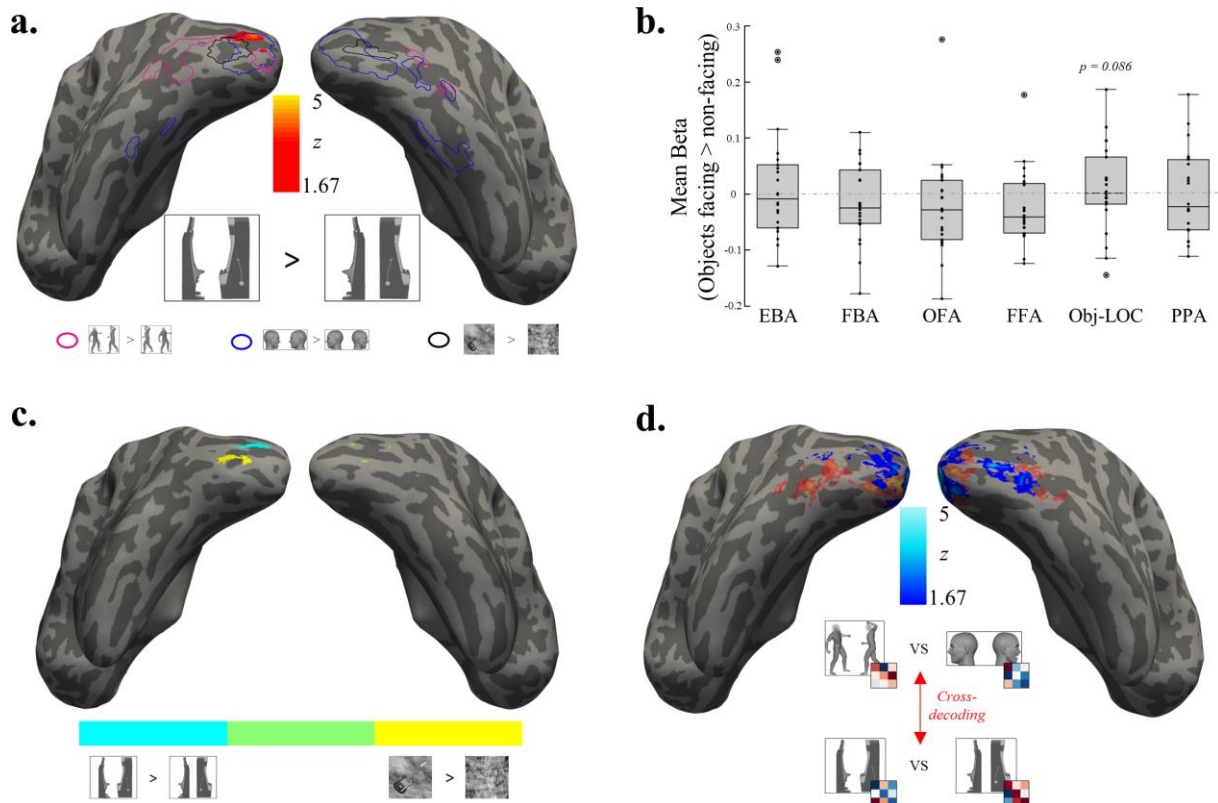 a.
5
z
1.67
>
>
>
>
b.
Mean Beta
(Objects facing > non-facing)
0.3
0.2
0.1
0
-0.1
-0.2
p = 0.086
EBA
FBA
OFA
FFA
Obj-LOC
PPA
c.
>
>
d.
5
z
1.67
VS
Cross-
decoding
VS